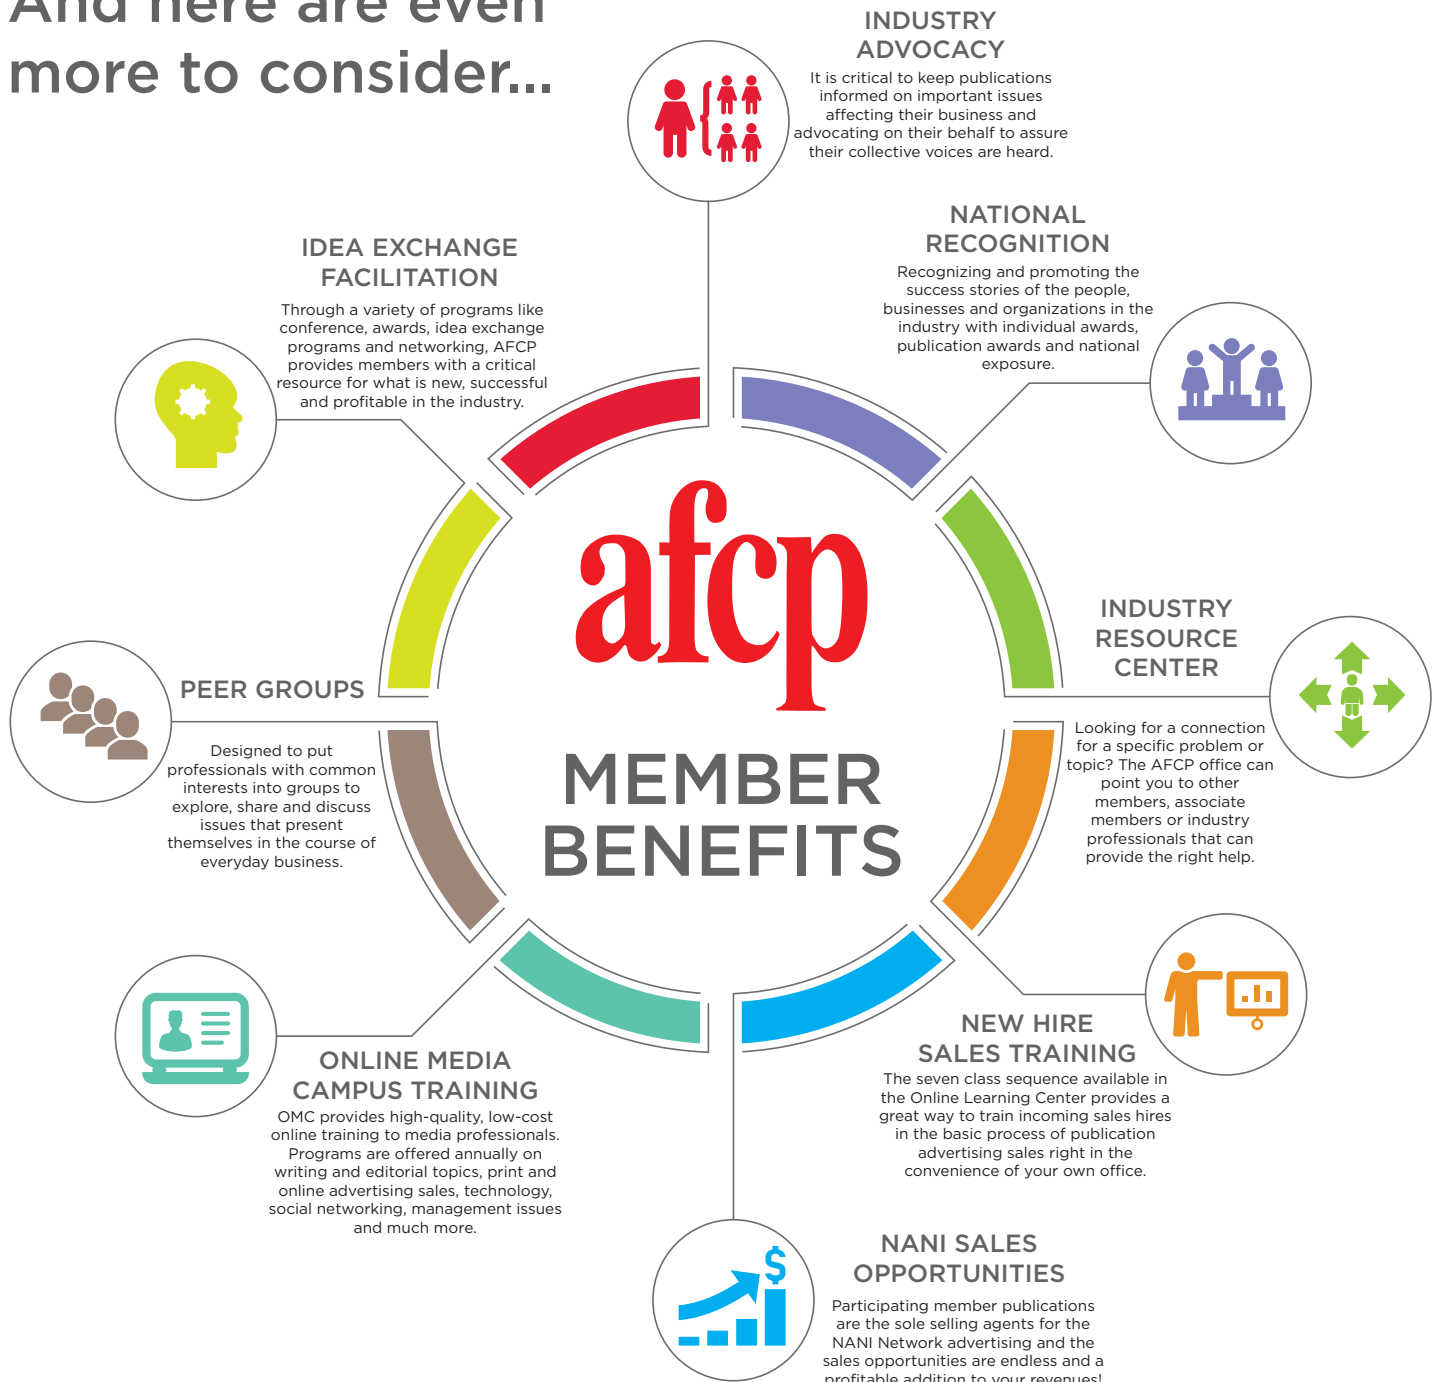 And here are even
more to consider...
INDUSTRY
ADVOCACY
It is critical to keep publications
informed on important issues
affecting their business and
advocating on their behalf to assure
their collective voices are heard.
NATIONAL
RECOGNITION
Recognizing and promoting the
success stories of the people,
businesses and organizations in the
industry with individual awards,
publication awards and national
exposure.
IDEA EXCHANGE
FACILITATION
Through a variety of programs like
conference, awards, idea exchange
programs and networking, AFCP
provides members with a critical
resource for what is new, successful
and profitable in the industry.
afcp
MEMBER
BENEFITS
INDUSTRY
RESOURCE
CENTER
Looking for a connection
for a specific problem or
topic? The AFCP office can
point you to other
members, associate
members or industry
professionals that can
provide the right help.
PEER GROUPS
Designed to put
professionals with common
interests into groups to
explore, share and discuss
issues that present
themselves in the course of
everyday business.
NEW HIRE
SALES TRAINING
The seven class sequence available in
the Online Learning Center provides a
great way to train incoming sales hires
in the basic process of publication
advertising sales right in the
convenience of your own office.
ONLINE MEDIA
CAMPUS TRAINING
OMC provides high-quality, low-cost
online training to media professionals.
Programs are offered annually on
writing and editorial topics, print and
online advertising sales, technology,
social networking, management issues
and much more.
$
NANI SALES
OPPORTUNITIES
Participating member publications
are the sole selling agents for the
NANI Network advertising and the
sales opportunities are endless and a
profitable addition to your revenues!